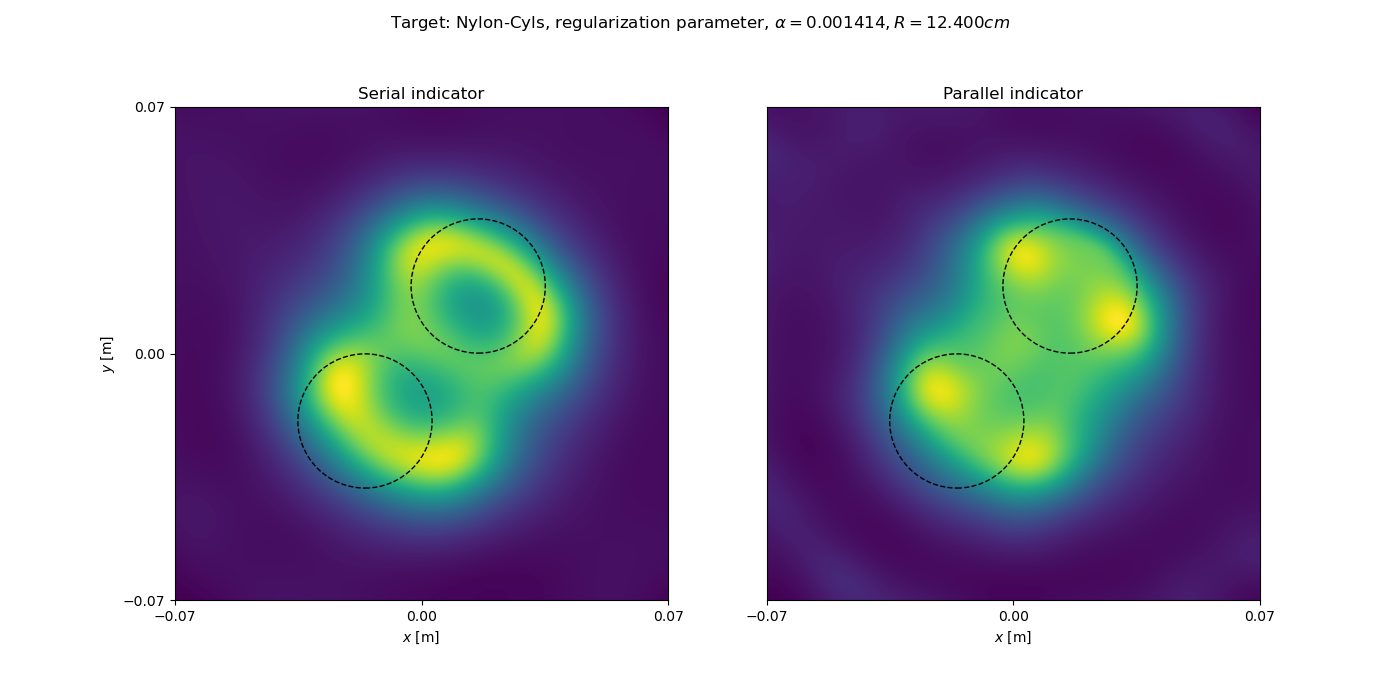 Target: Nylon-Cyls, regularization parameter, α = 0.001414, R = 12.400cm
Serial indicator
Parallel indicator
0.07
0.00
−0.07
y [m]
−0.07 0.00 0.07
−0.07 0.00 0.07
x [m]
x [m]